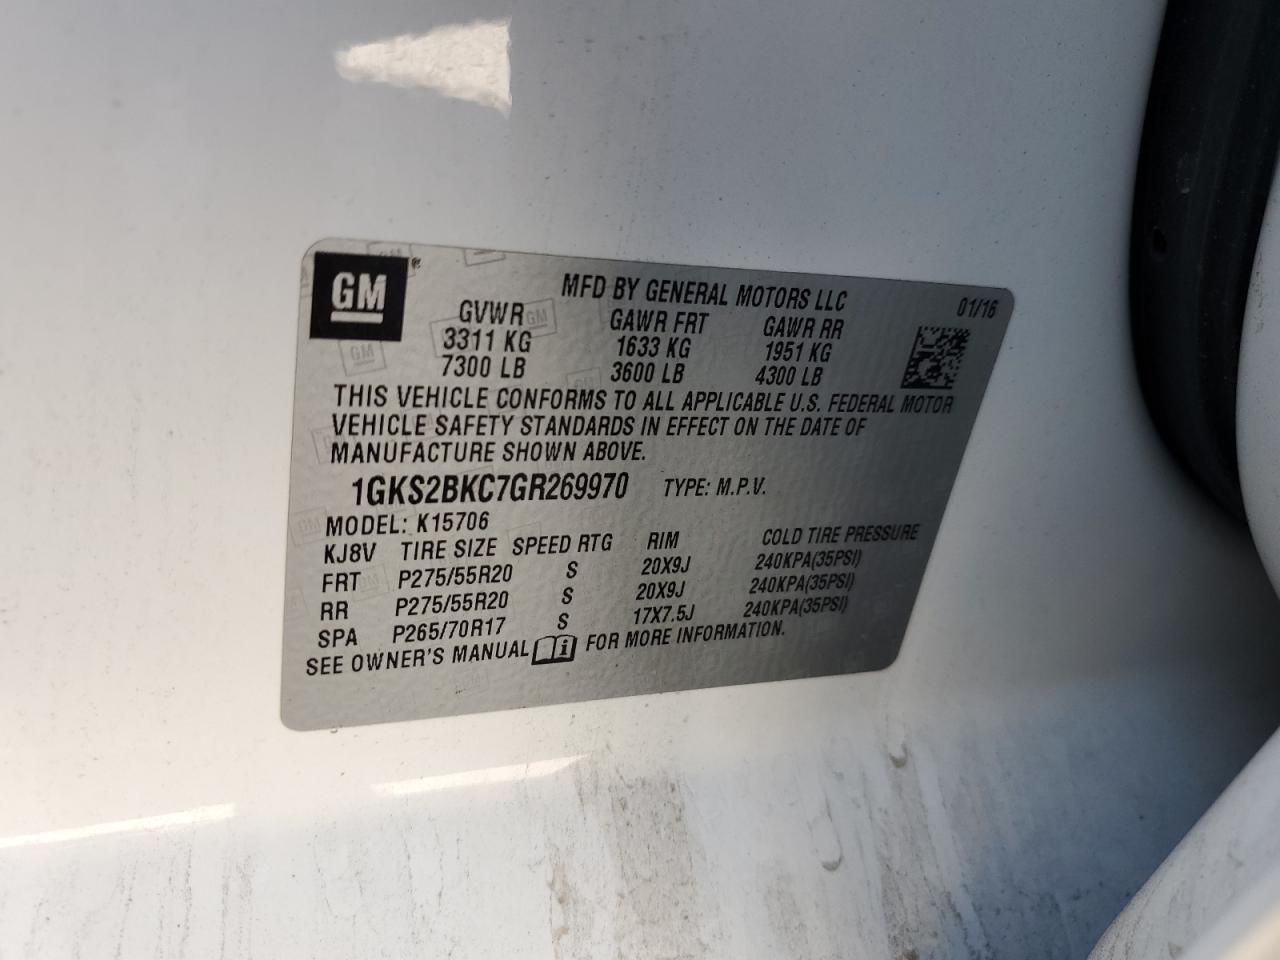 GM®
MFD BY GENERAL MOTORS LLC 01/16
GVWR GAWR FRT GAWR RR
3311 KG 1633 KG 1951 KG
7300 LB 3600 LB 4300 LB
THIS VEHICLE CONFORMS TO ALL APPLICABLE U.S. FEDERAL MOTOR
VEHICLE SAFETY STANDARDS IN EFFECT ON THE DATE OF
MANUFACTURE SHOWN ABOVE.
1GKS2BKC7GR269970 TYPE: M.P.V.
MODEL: K15706
KJ8V TIRE SIZE SPEED RTG RIM COLD TIRE PRESSURE
FRT P275/55R20 S 20X9J 240KPA(35PSI)
RR P275/55R20 S 20X9J 240KPA(35PSI)
SPA P265/70R17 S 17X7.5J 240KPA(35PSI)
SEE OWNER'S MANUAL FOR MORE INFORMATION.